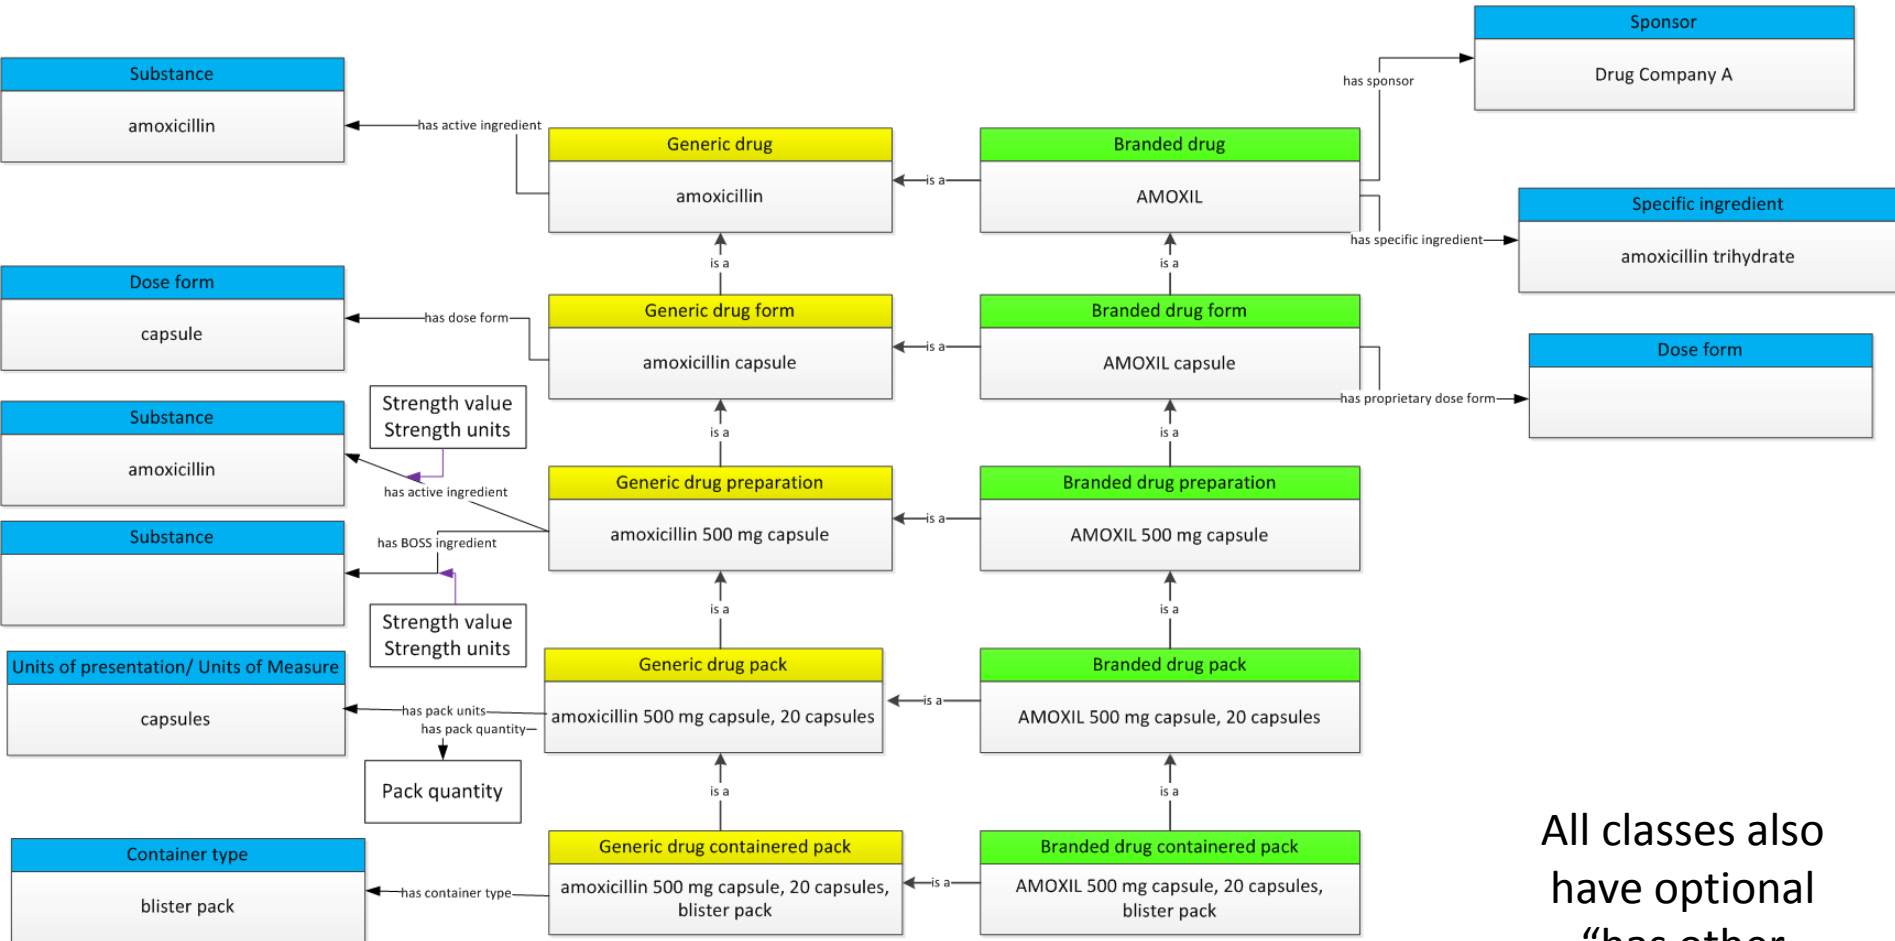 Sponsor
Drug Company A
has sponsor
Substance
amoxicillin
has active ingredient
Generic drug
amoxicillin
is a
Branded drug
AMOXIL
Specific ingredient
amoxicillin trihydrate
has specific ingredient
is a
is a
Dose form
capsule
has dose form
Generic drug form
amoxicillin capsule
is a
Branded drug form
AMOXIL capsule
Dose form
has proprietary dose form
Strength value
Strength units
is a
is a
Substance
amoxicillin
has active ingredient
Generic drug preparation
amoxicillin 500 mg capsule
is a
Branded drug preparation
AMOXIL 500 mg capsule
Substance
has BOSS ingredient
Strength value
Strength units
is a
is a
Units of presentation/ Units of Measure
capsules
has pack units
has pack quantity
Pack quantity
Generic drug pack
amoxicillin 500 mg capsule, 20 capsules
is a
Branded drug pack
AMOXIL 500 mg capsule, 20 capsules
is a
is a
Container type
blister pack
has container type
Generic drug containered pack
amoxicillin 500 mg capsule, 20 capsules,
blister pack
is a
Branded drug containered pack
AMOXIL 500 mg capsule, 20 capsules,
blister pack
All classes also
have optional
“has other